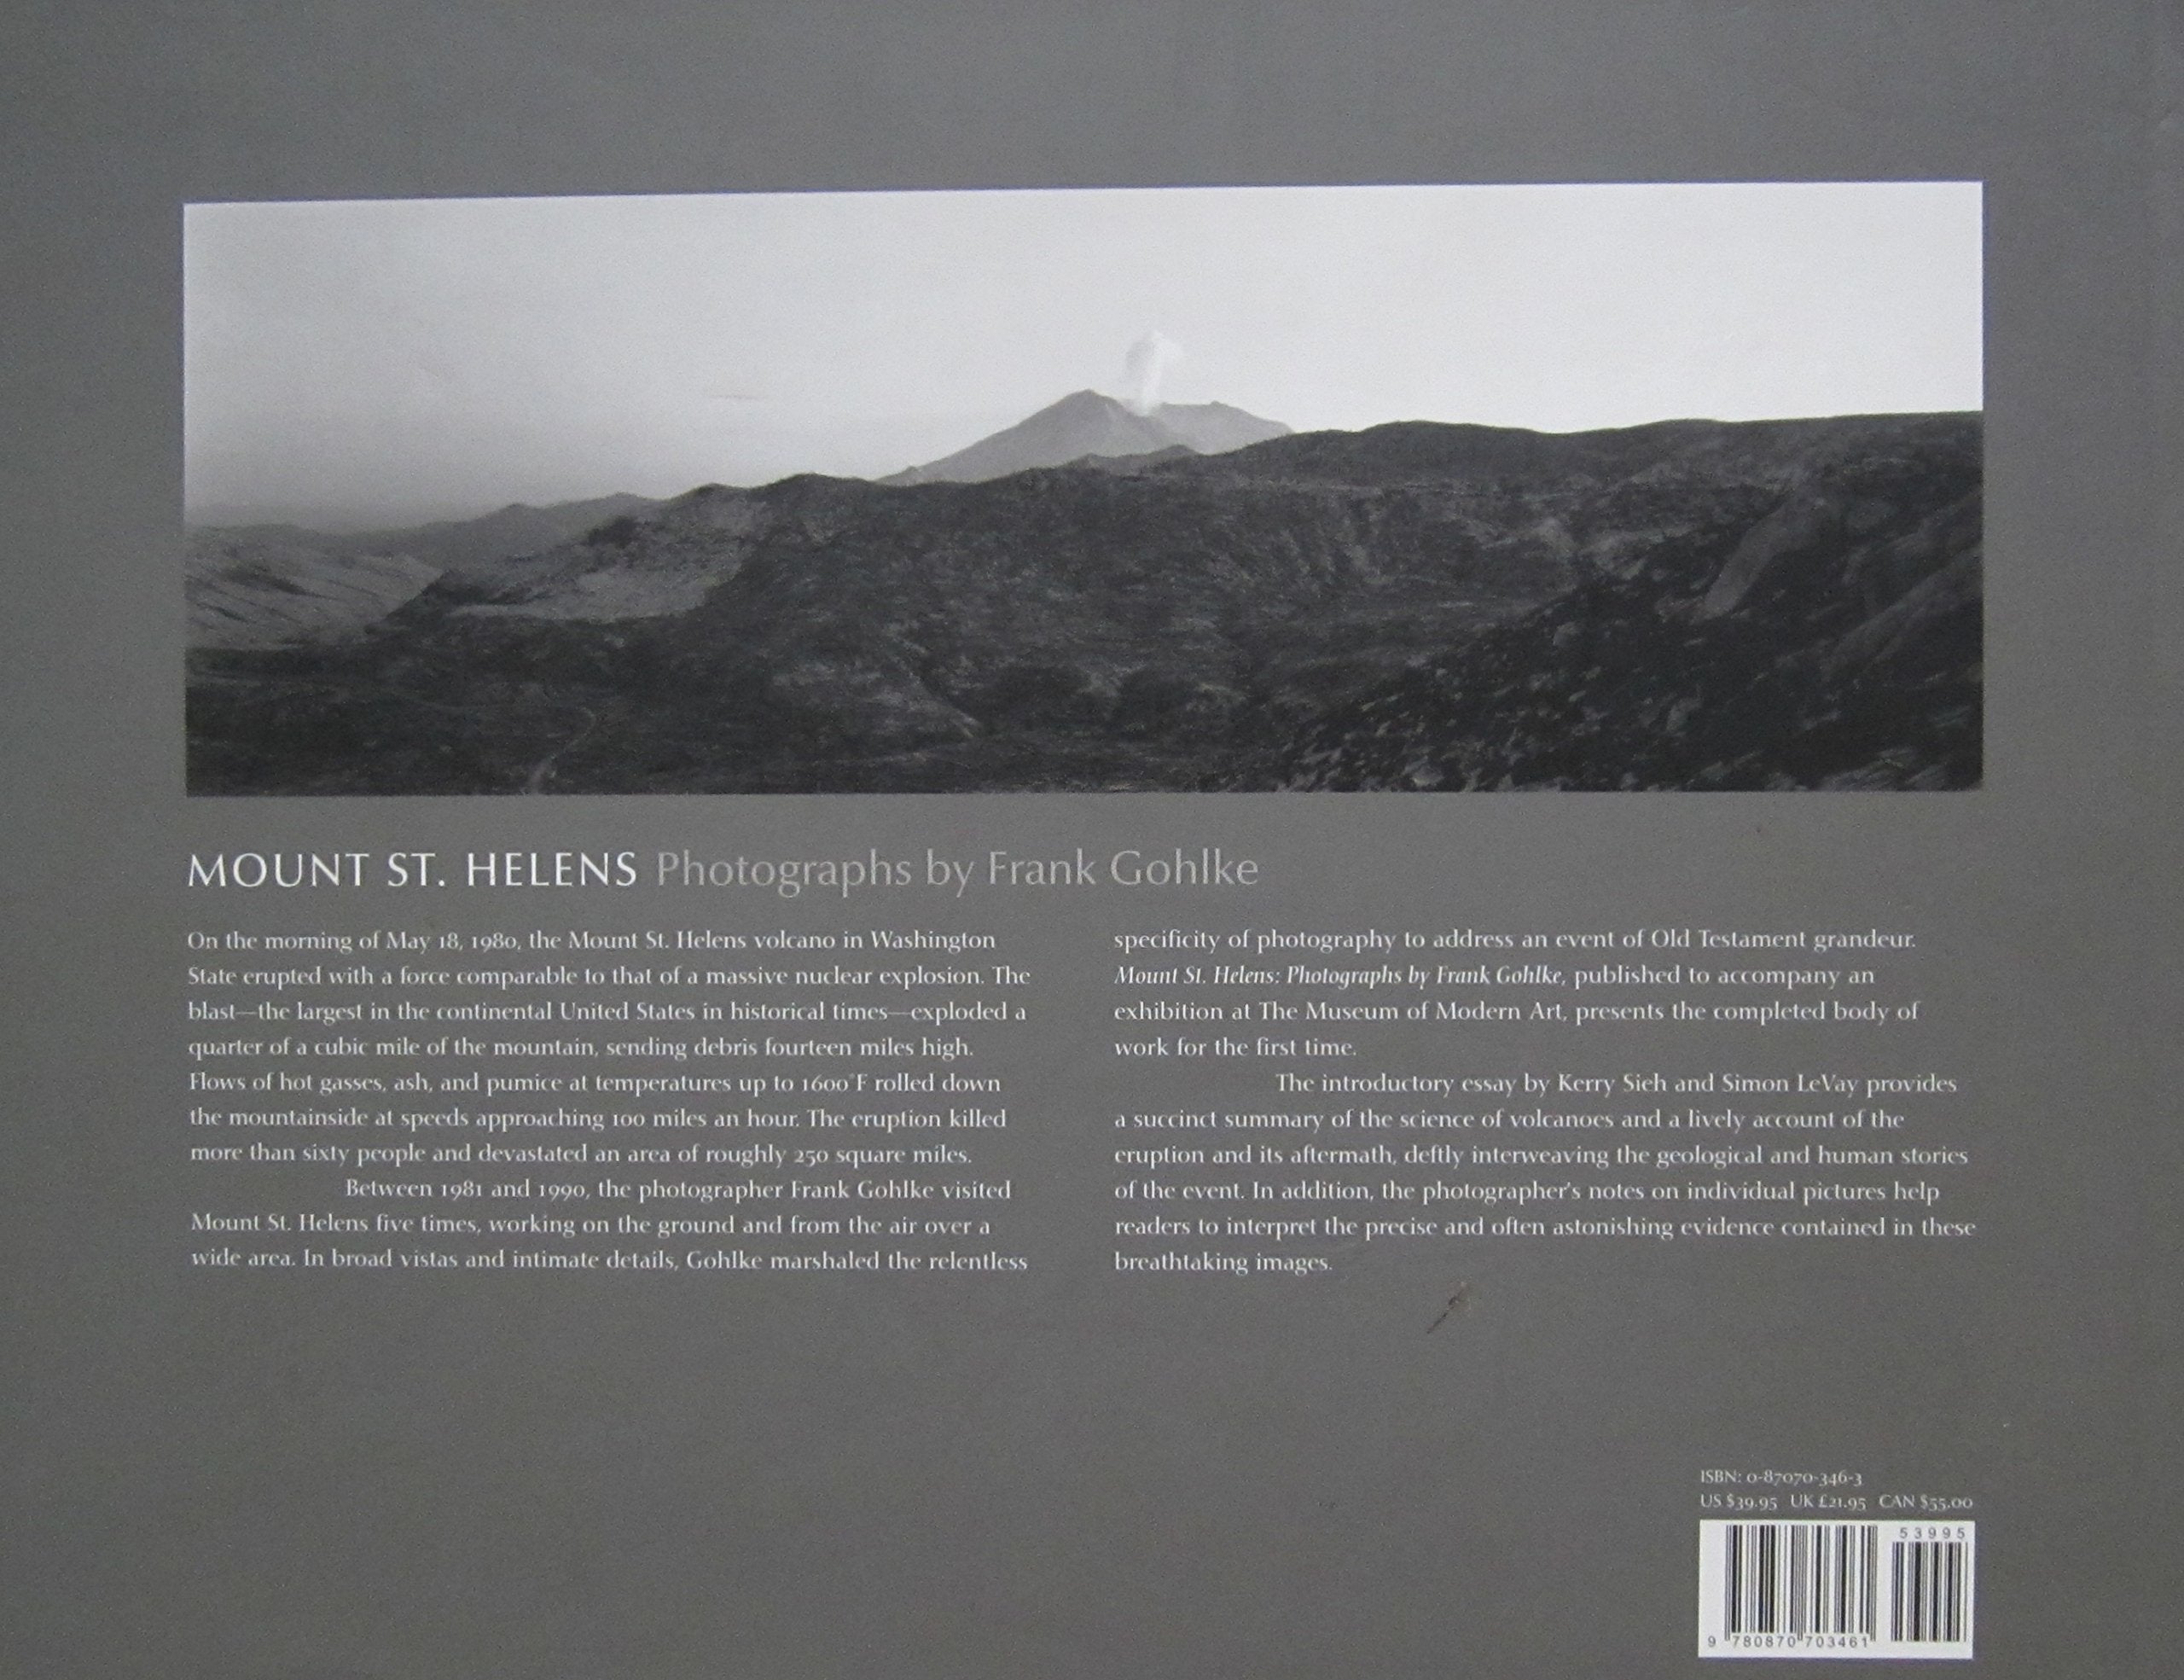 MOUNT ST. HELENS Photographs by Frank Gohlke
On the morning of May 18, 1980, the Mount St. Helens volcano in Washington
State erupted with a force comparable to that of a massive nuclear explosion. The
blast—the largest in the continental United States in historical times—exploded a
quarter of a cubic mile of the mountain, sending debris fourteen miles high.
Flows of hot gasses, ash, and pumice at temperatures up to 1600°F rolled down
the mountainside at speeds approaching 100 miles an hour. The eruption killed
more than sixty people and devastated an area of roughly 250 square miles.
Between 1981 and 1990, the photographer Frank Gohlke visited
Mount St. Helens five times, working on the ground and from the air over a
wide area. In broad vistas and intimate details, Gohlke marshaled the relentless
specificity of photography to address an event of Old Testament grandeur.
Mount St. Helens: Photographs by Frank Gohlke, published to accompany an
exhibition at The Museum of Modern Art, presents the completed body of
work for the first time.
The introductory essay by Kerry Sieh and Simon LeVay provides
a succinct summary of the science of volcanoes and a lively account of the
eruption and its aftermath, deftly interweaving the geological and human stories
of the event. In addition, the photographer's notes on individual pictures help
readers to interpret the precise and often astonishing evidence contained in these
breathtaking images.
ISBN: 0-87070-346-3
US $39.95 UK £21.95 CAN $55.00
53995
9 780870 703461